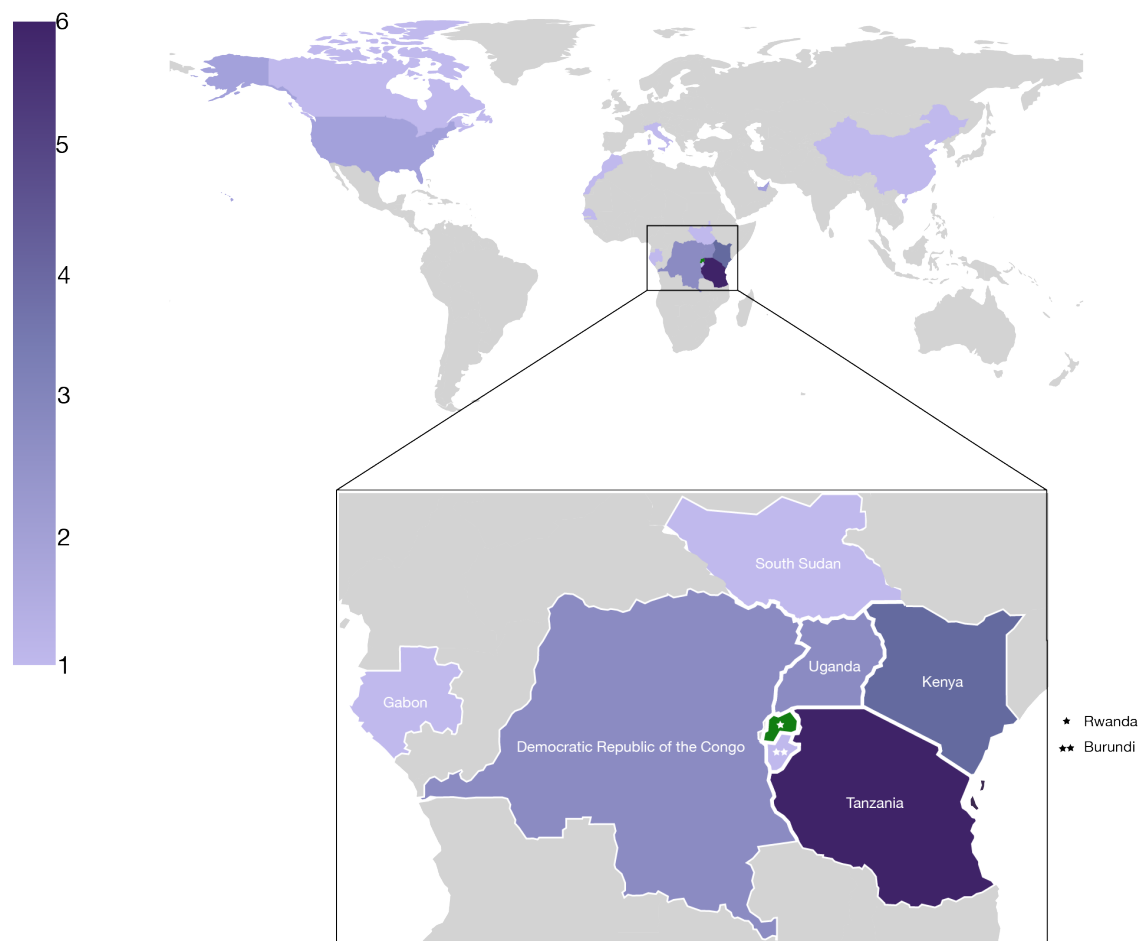 6
5
4
3
2
1
South Sudan
Uganda
Kenya
Gabon
★ Rwanda
Democratic Republic of the Congo
★★ Burundi
Tanzania